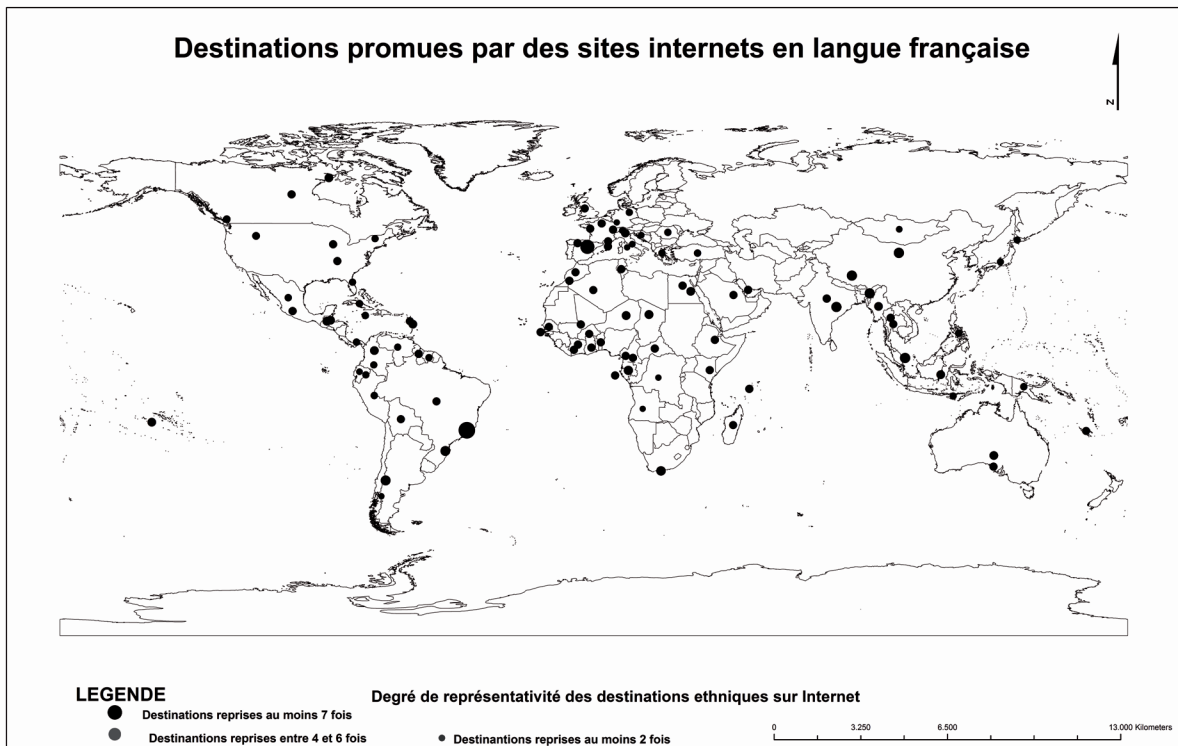 Destinations promues par des sites internets en langue française
N
LEGENDE
Degré de représentativité des destinations ethniques sur Internet
Destinations reprises au moins 7 fois
Destinantions reprises entre 4 et 6 fois
Destinantions reprises au moins 2 fois
0 3.250 6.500 13.000 Kilometers